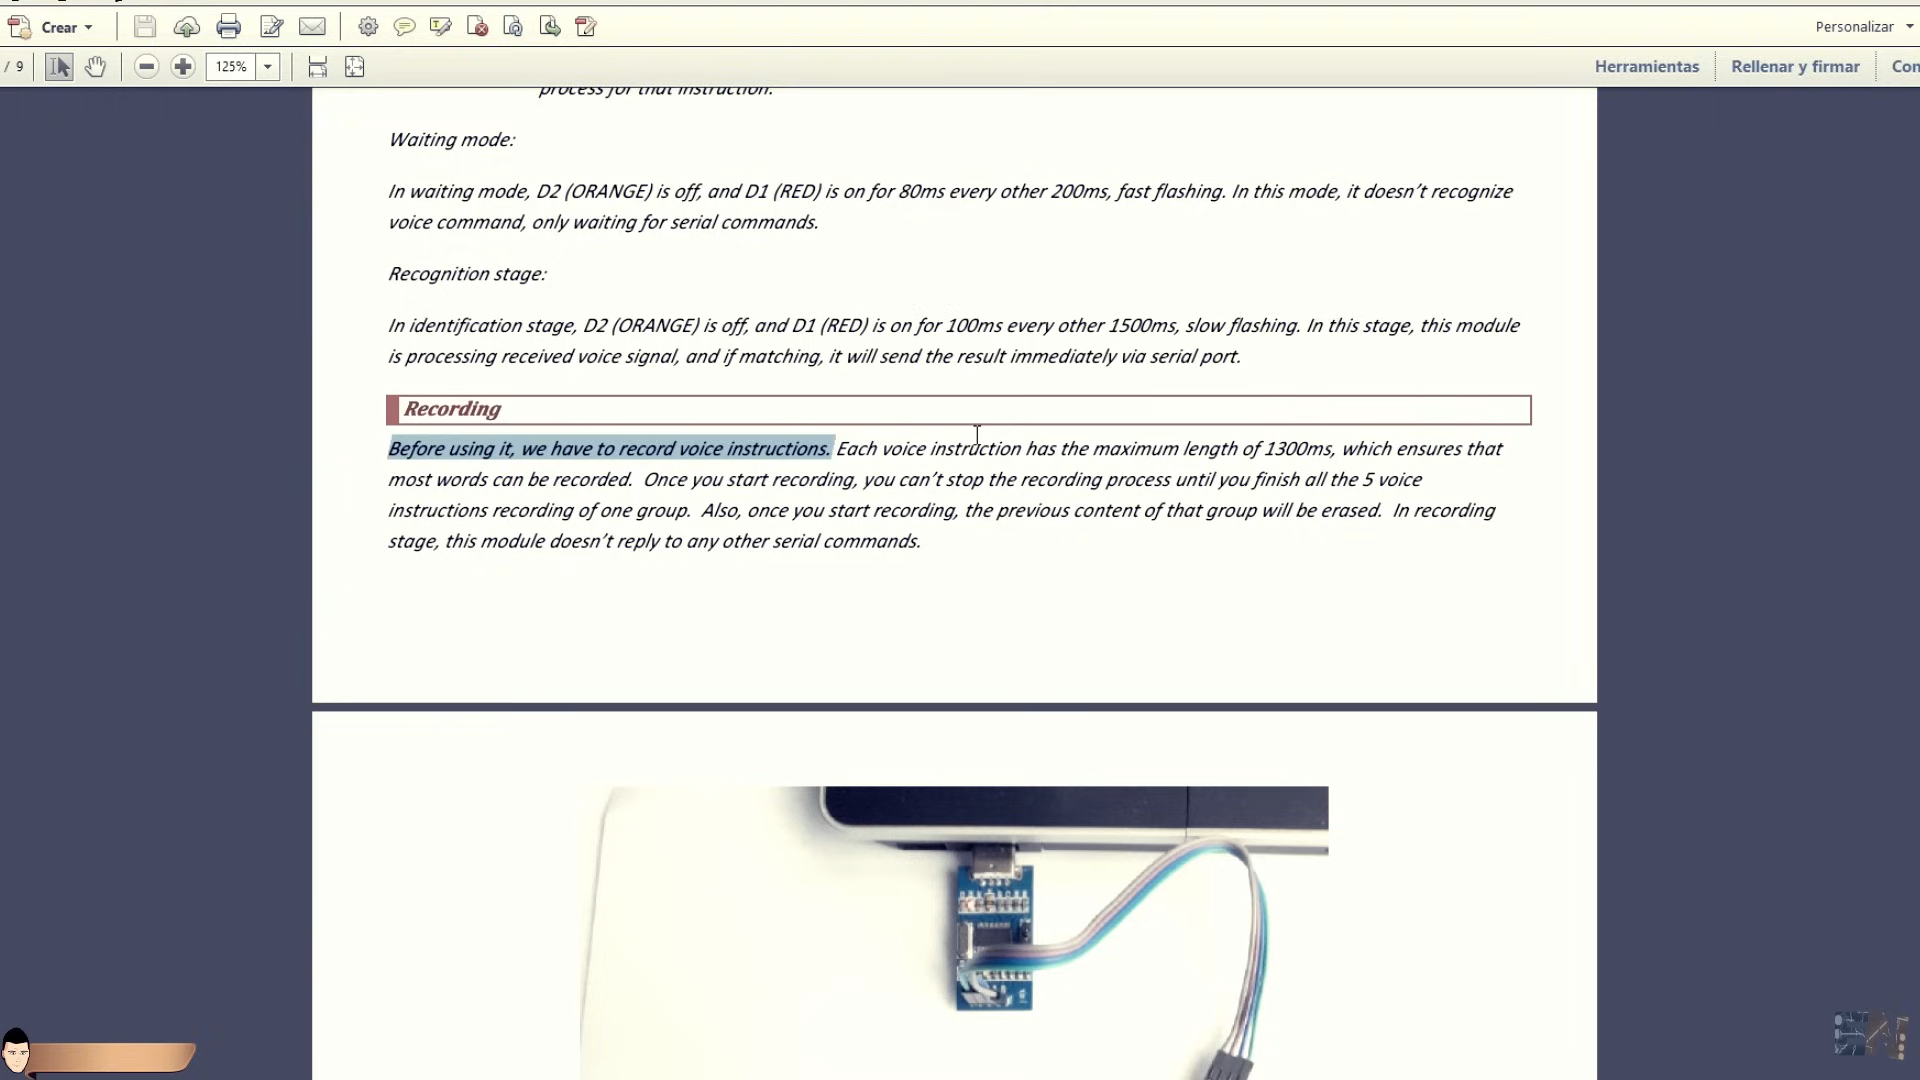 Crear
Personalizar
/ 9
125%
Herramientas
Rellenar y firmar
Com
process for that instruction.
Waiting mode:
In waiting mode, D2 (ORANGE) is off, and D1 (RED) is on for 80ms every other 200ms, fast flashing. In this mode, it doesn’t recognize
voice command, only waiting for serial commands.
Recognition stage:
In identification stage, D2 (ORANGE) is off, and D1 (RED) is on for 100ms every other 1500ms, slow flashing. In this stage, this module
is processing received voice signal, and if matching, it will send the result immediately via serial port.
Recording
Before using it, we have to record voice instructions. Each voice instruction has the maximum length of 1300ms, which ensures that
most words can be recorded.  Once you start recording, you can’t stop the recording process until you finish all the 5 voice
instructions recording of one group.  Also, once you start recording, the previous content of that group will be erased.  In recording
stage, this module doesn’t reply to any other serial commands.